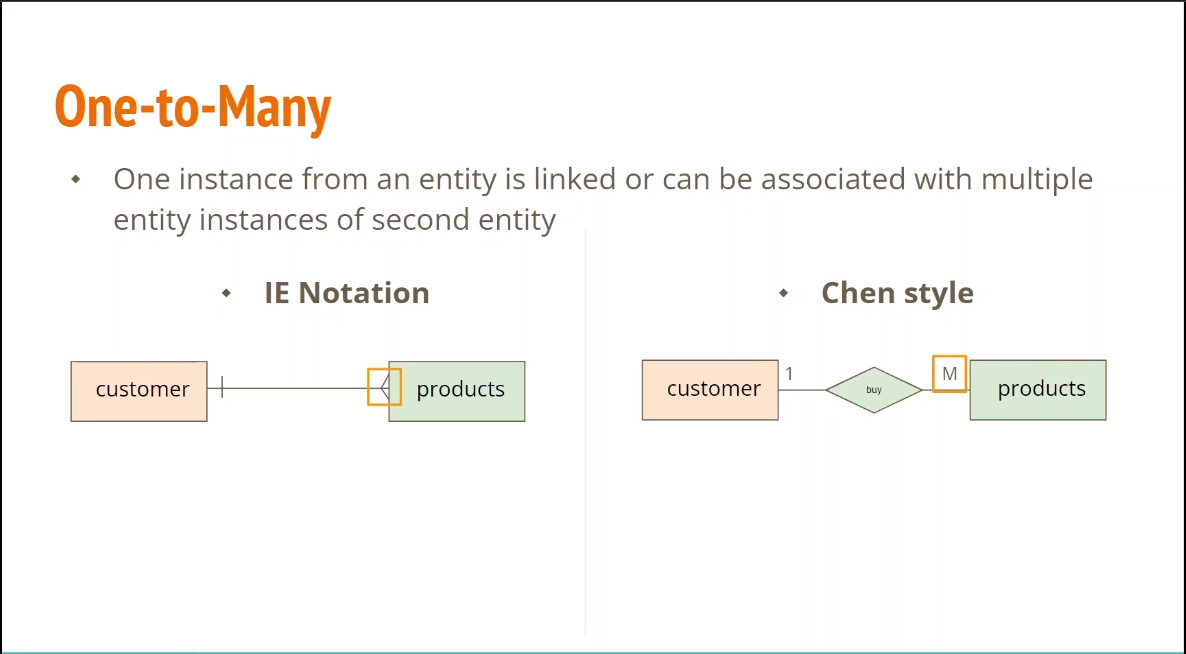 One-to-Many
One instance from an entity is linked or can be associated with multiple
entity instances of second entity
IE Notation
customer
products
Chen style
customer
1
buy
M
products